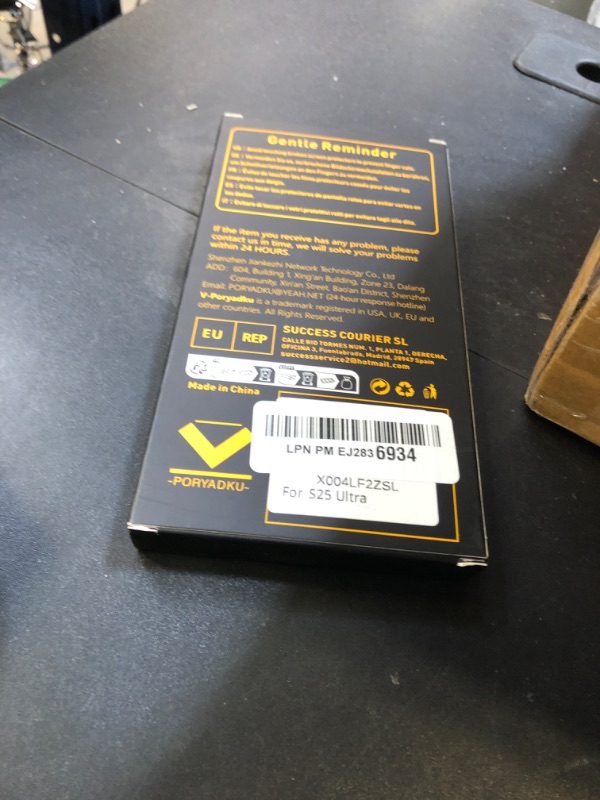 Gentle Reminder
If the item you receive has any problem, please
contact us in time, we will solve your problems
within 24 HOURS.
Shenzhen Jiankezhi Network Technology Co., Ltd
ADD: 604, Building 1, Xing'an Building, Zone 23, Dalang
Community, Xin'an Street, Bao'an District, Shenzhen
Email: PORYADKU@YEAH.NET (24-hour response hotline)
V-Poryadku is a trademark registered in USA, UK, EU and
other countries. All Rights Reserved.
EU REP
SUCCESS COURIER SL
CALLE RIO TORMES NUM. 1, PLANTA 1, DERECHA,
OFICINA 3, Fuenlabrada, Madrid, 28947 Spain
successservice2@hotmail.com
Made in China
-PORYADKU-
LPN PM EJ2836934
X004LF2ZSL
For S25 Ultra